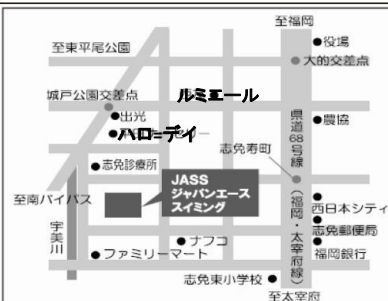 至福岡
至東平尾公園
役場
大的交差点
城戸公園交差点
ルミエール
出光
ハローデイ
県道68号線(福岡・太宰府線)
農協
志免寿町
志免診療所
JASS
ジャパンエース
スイミング
至南バイパス
宇美川
西日本シティ
志免郵便局
ナフコ
福岡銀行
ファミリーマート
志免東小学校
至太宰府